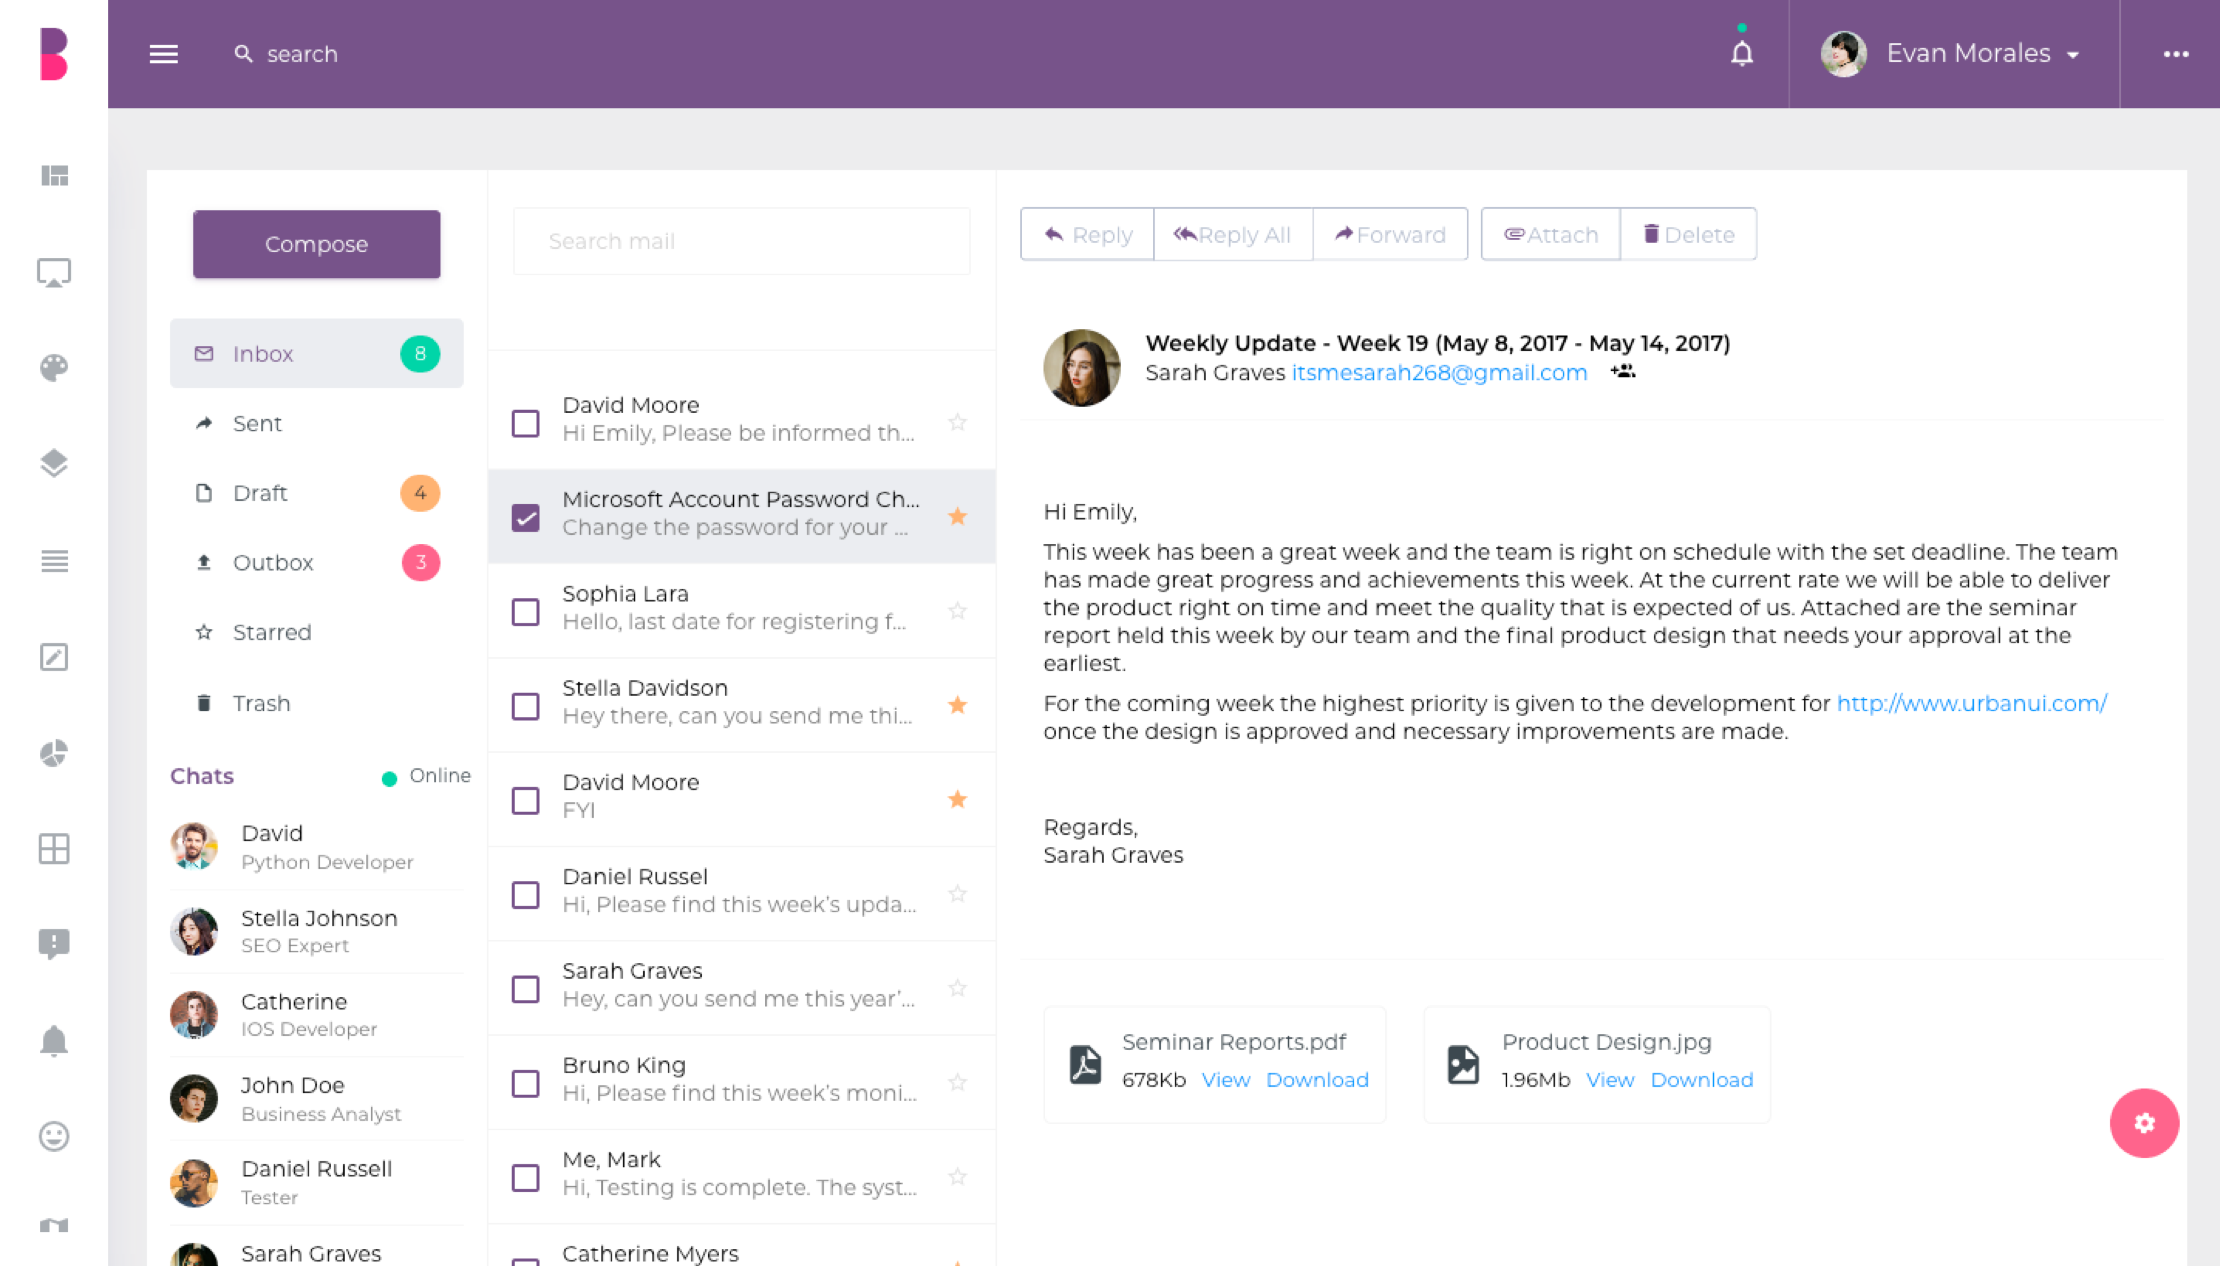 search
Evan Morales
Compose
Inbox 8
Sent
Draft 4
Outbox 3
Starred
Trash
Chats
Online
David
Python Developer
Stella Johnson
SEO Expert
Catherine
IOS Developer
John Doe
Business Analyst
Daniel Russell
Tester
Sarah Graves
Search mail
David Moore
Hi Emily, Please be informed th...
Microsoft Account Password Ch...
Change the password for your ...
Sophia Lara
Hello, last date for registering f...
Stella Davidson
Hey there, can you send me thi...
David Moore
FYI
Daniel Russel
Hi, Please find this week's upda...
Sarah Graves
Hey, can you send me this year'...
Bruno King
Hi, Please find this week's moni...
Me, Mark
Hi, Testing is complete. The syst...
Catherine Myers
Reply Reply All Forward Attach Delete
Weekly Update - Week 19 (May 8, 2017 - May 14, 2017)
Sarah Graves itsmesarah268@gmail.com
Hi Emily,
This week has been a great week and the team is right on schedule with the set deadline. The team
has made great progress and achievements this week. At the current rate we will be able to deliver
the product right on time and meet the quality that is expected of us. Attached are the seminar
report held this week by our team and the final product design that needs your approval at the
earliest.
For the coming week the highest priority is given to the development for http://www.urbanui.com/
once the design is approved and necessary improvements are made.
Regards,
Sarah Graves
Seminar Reports.pdf
678Kb View Download
Product Design.jpg
1.96Mb View Download